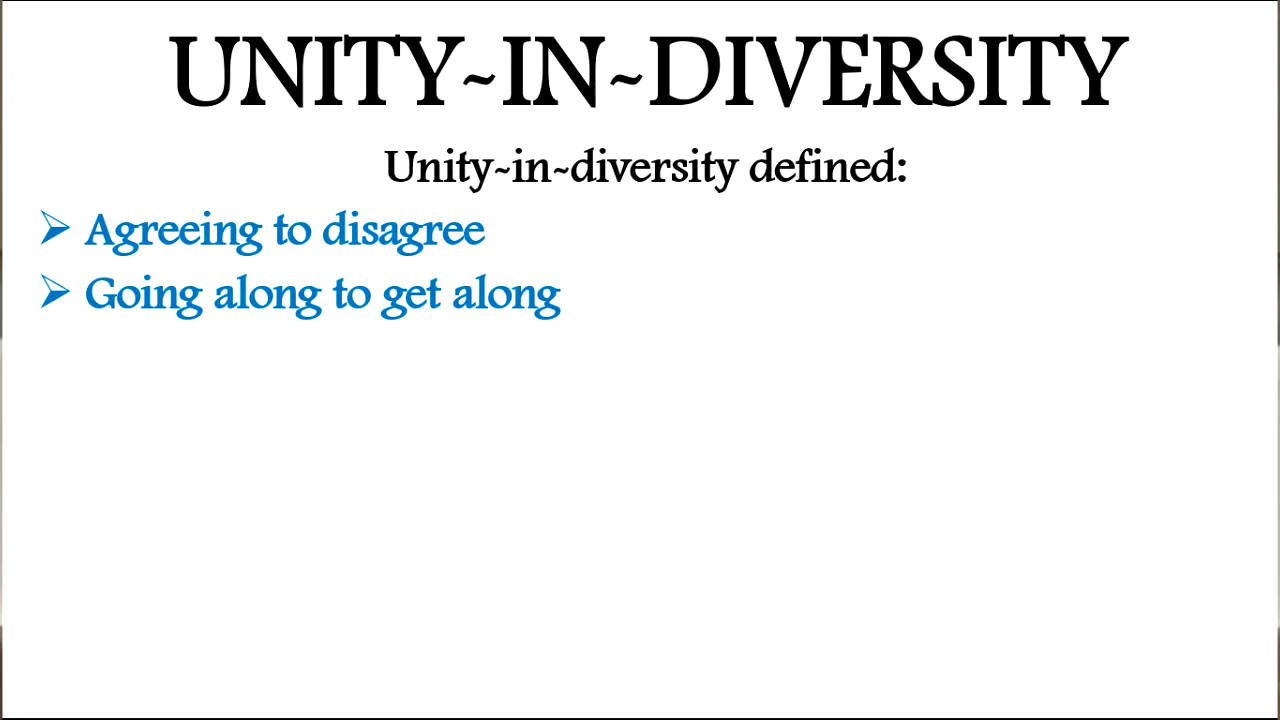 UNITY-IN-DIVERSITY
Unity-in-diversity defined:
➢ Agreeing to disagree
➢ Going along to get along